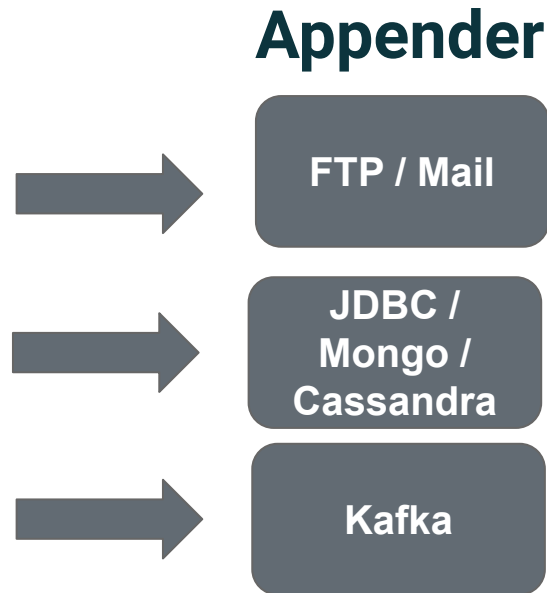 Appender
FTP / Mail
JDBC /
Mongo /
Cassandra
Kafka